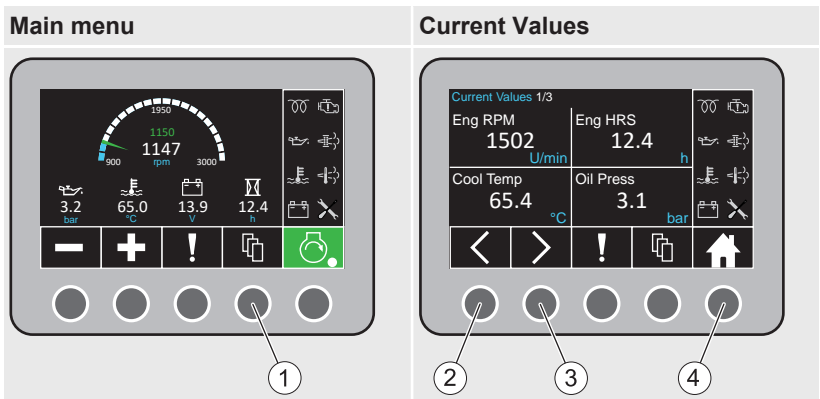 Main menu
Current Values
1950
1150
1147
rpm
900
3000
3.2
bar
65.0
°C
13.9
V
12.4
h
1
Current Values 1/3
Eng RPM
1502
U/min
Eng HRS
12.4
h
Cool Temp
65.4
°C
Oil Press
3.1
bar
2
3
4